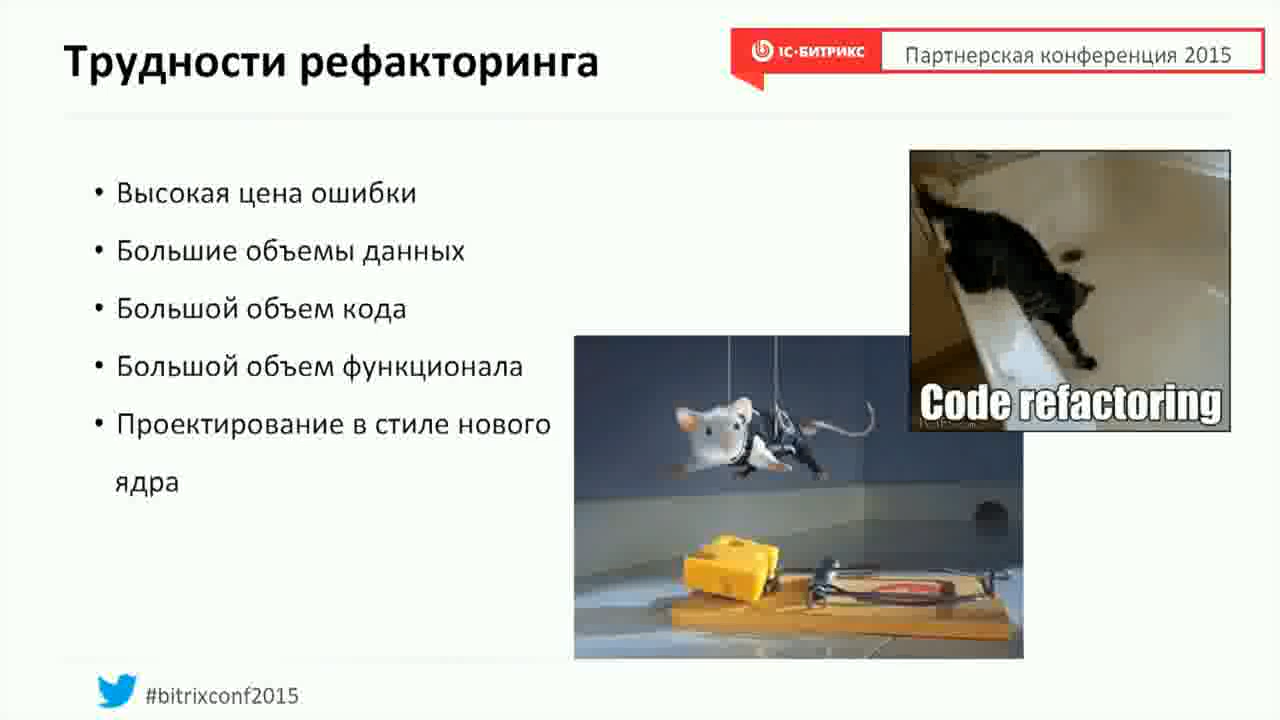 Трудности рефакторинга
1С-БИТРИКС
Партнерская конференция 2015
• Высокая цена ошибки
• Большие объемы данных
• Большой объем кода
• Большой объем функционала
• Проектирование в стиле нового
ядра
Code refactoring
#bitrixconf2015